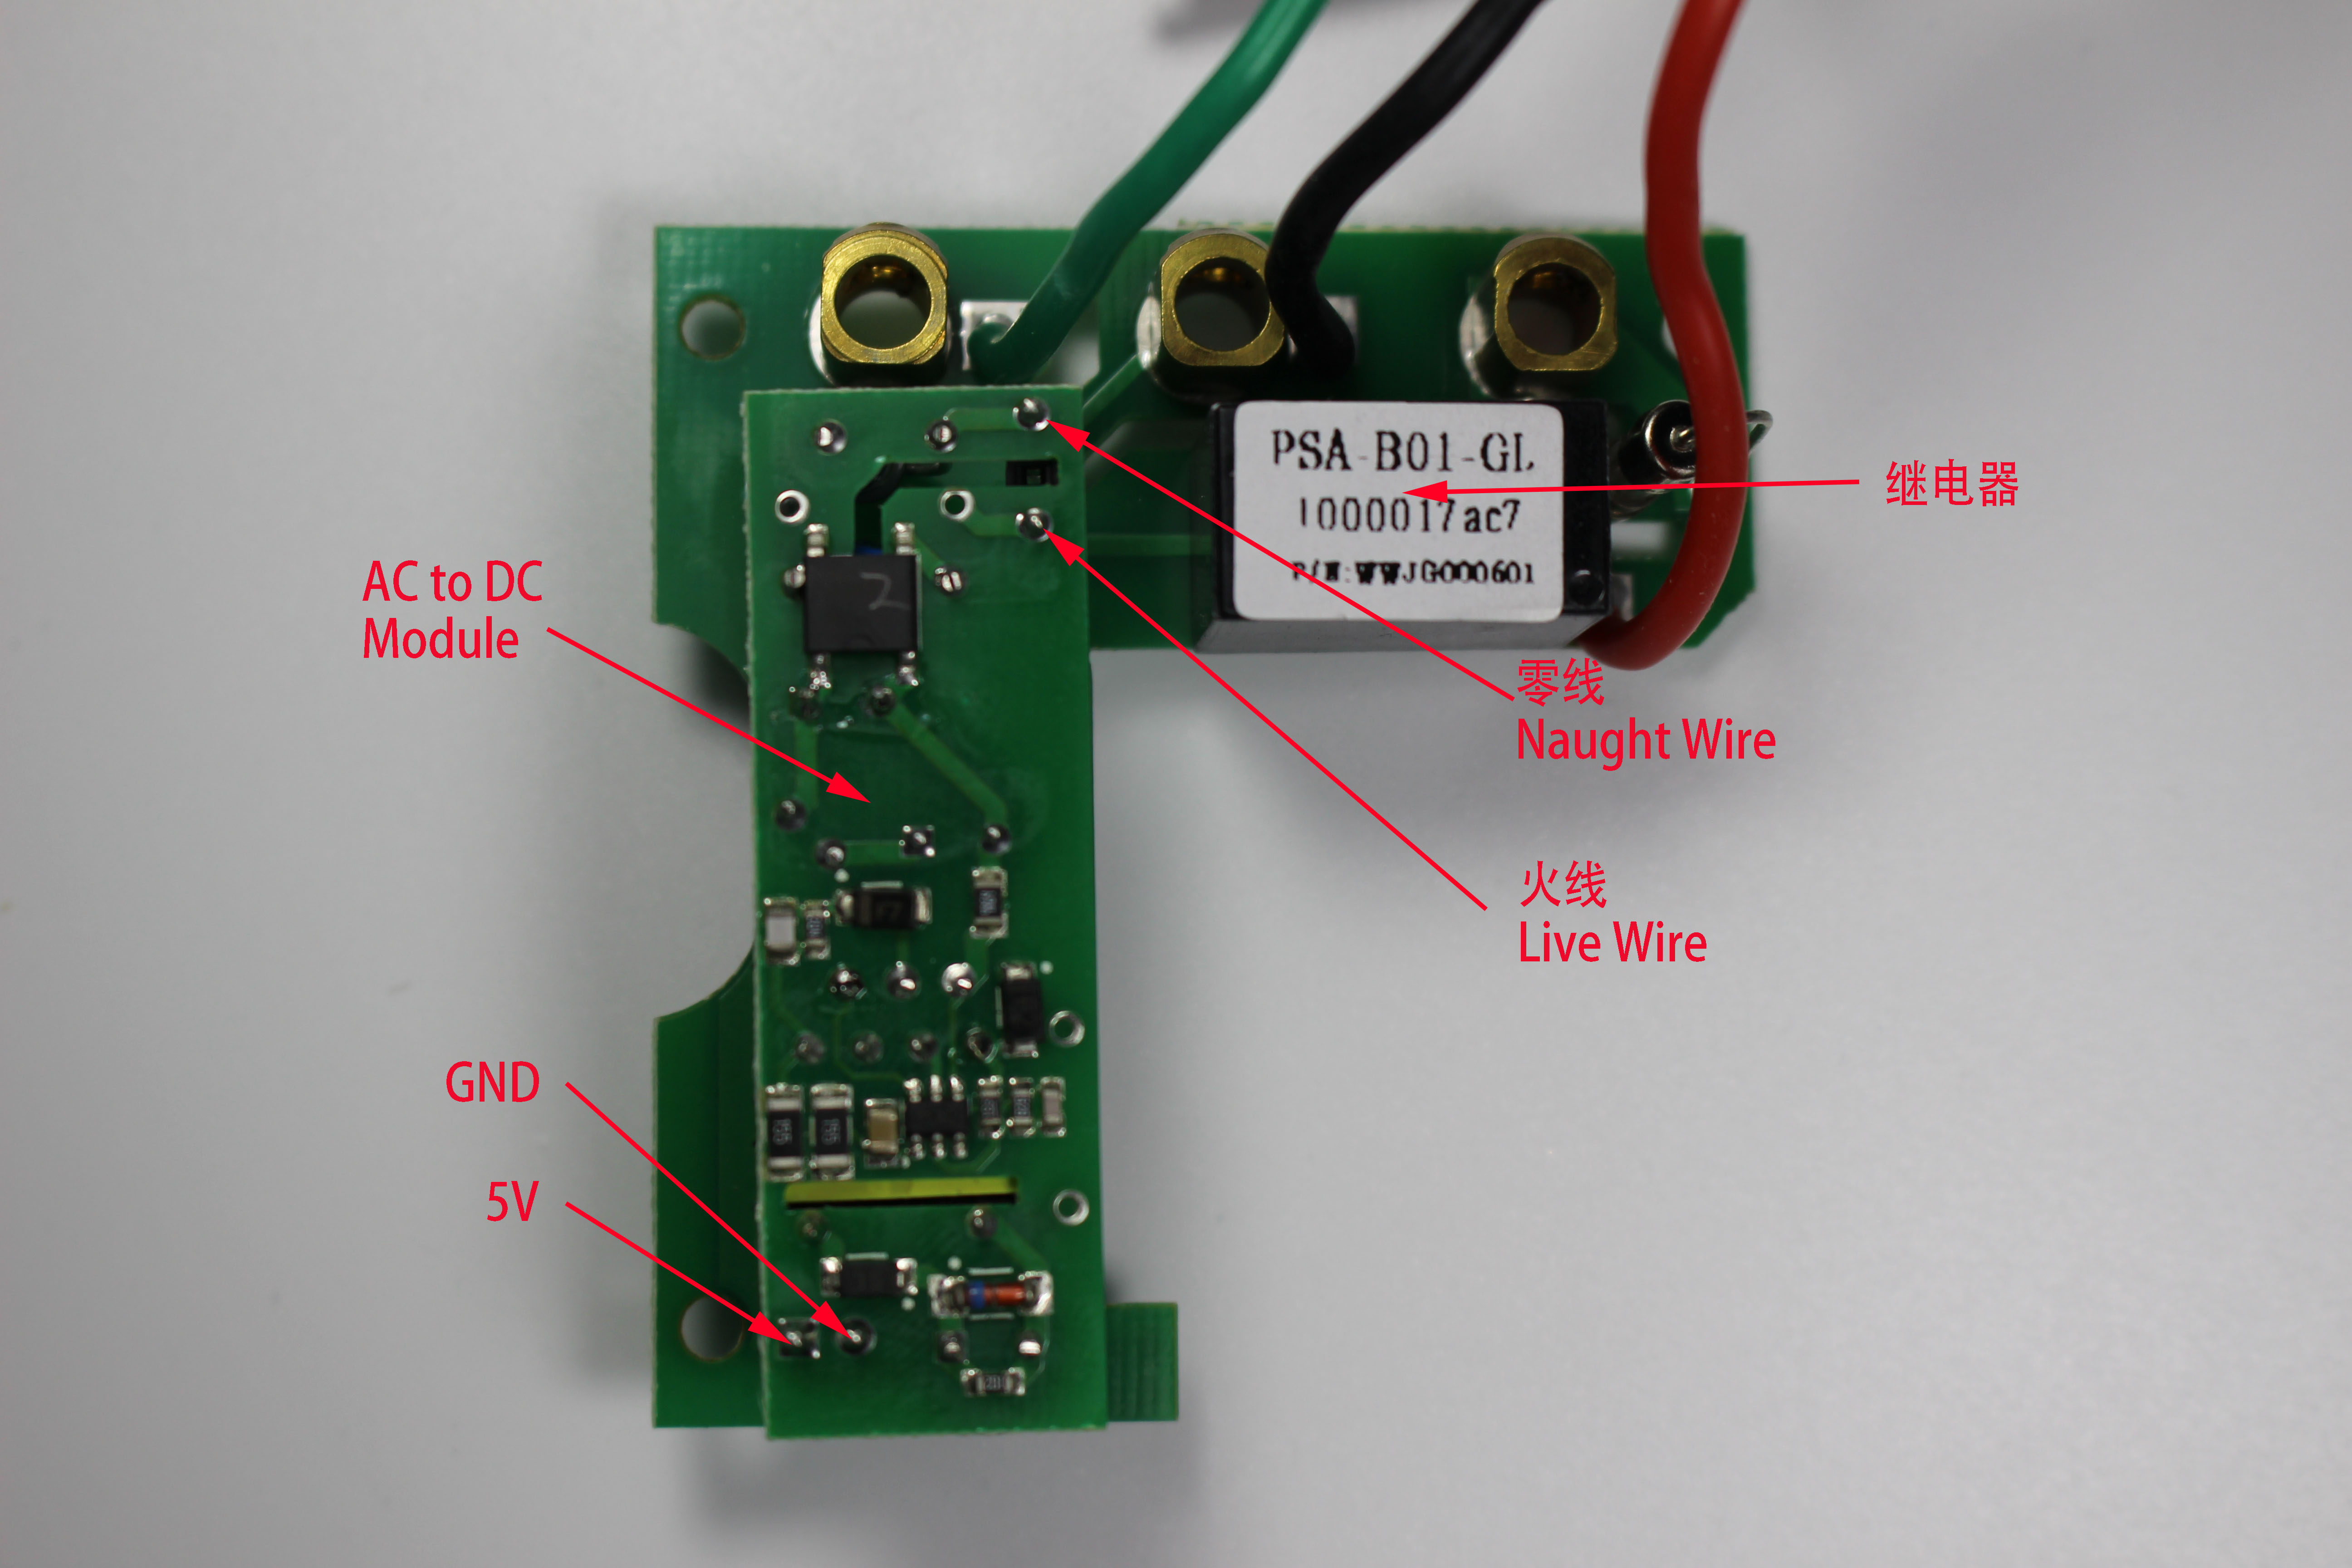 PSA-B01-GL
1000017ac7
P/N:WWJG000601
继电器
AC to DC
Module
零线
Naught Wire
火线
Live Wire
GND
5V